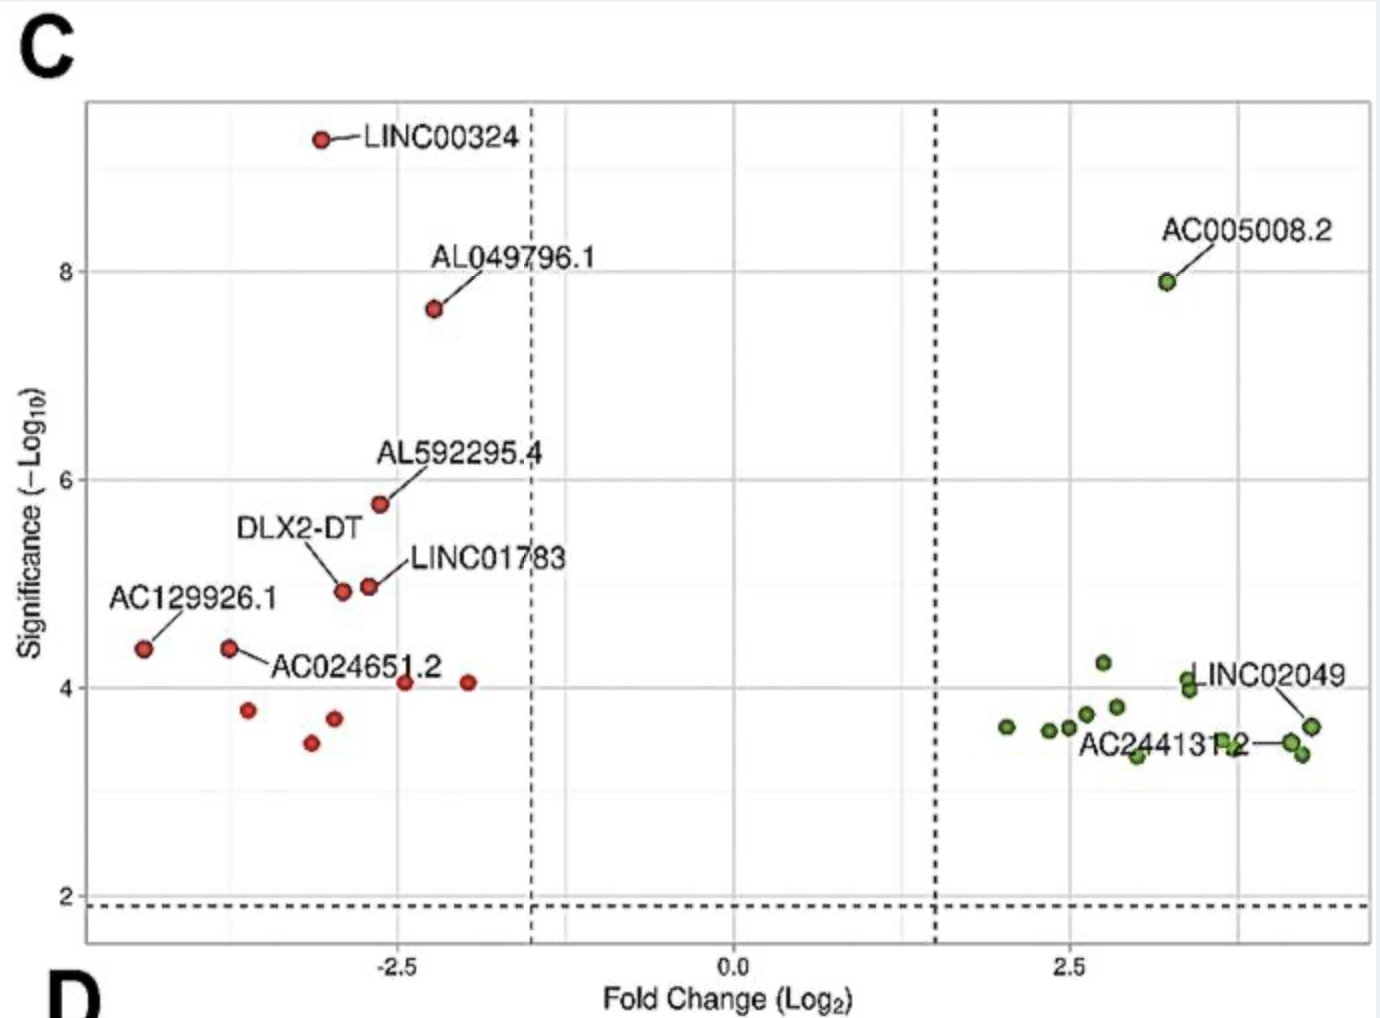 C
LINC00324
AC005008.2
AL049796.1
8
AL592295.4
6
DLX2-DT
LINC01783
AC129926.1
AC024651.2
LINC02049
4
AC244131.2
2
-2.5
0.0
2.5
Significance (−Log₁₀)
Fold Change (Log₂)
D